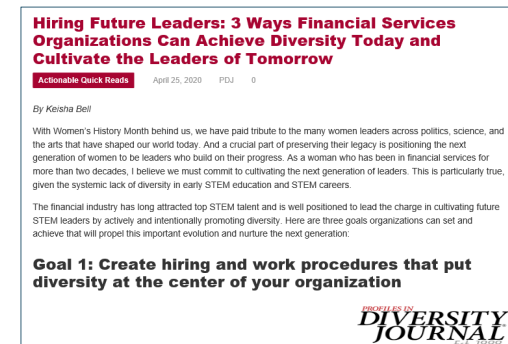 Hiring Future Leaders: 3 Ways Financial Services
Organizations Can Achieve Diversity Today and
Cultivate the Leaders of Tomorrow
Actionable Quick Reads April 25, 2020 PDJ 0
By Keisha Bell
With Women's History Month behind us, we have paid tribute to the many women leaders across politics, science, and
the arts that have shaped our world today. And a crucial part of preserving their legacy is positioning the next
generation of women to be leaders who build on their progress. As a woman who has been in financial services for
more than two decades, I believe we must commit to cultivating the next generation of leaders. This is particularly true,
given the systemic lack of diversity in early STEM education and STEM careers.
The financial industry has long attracted top STEM talent and is well positioned to lead the charge in cultivating future
STEM leaders by actively and intentionally promoting diversity. Here are three goals organizations can set and
achieve that will propel this important evolution and nurture the next generation:
Goal 1: Create hiring and work procedures that put
diversity at the center of your organization
PROFILES IN
DIVERSITY
JOURNAL
Est. 1999